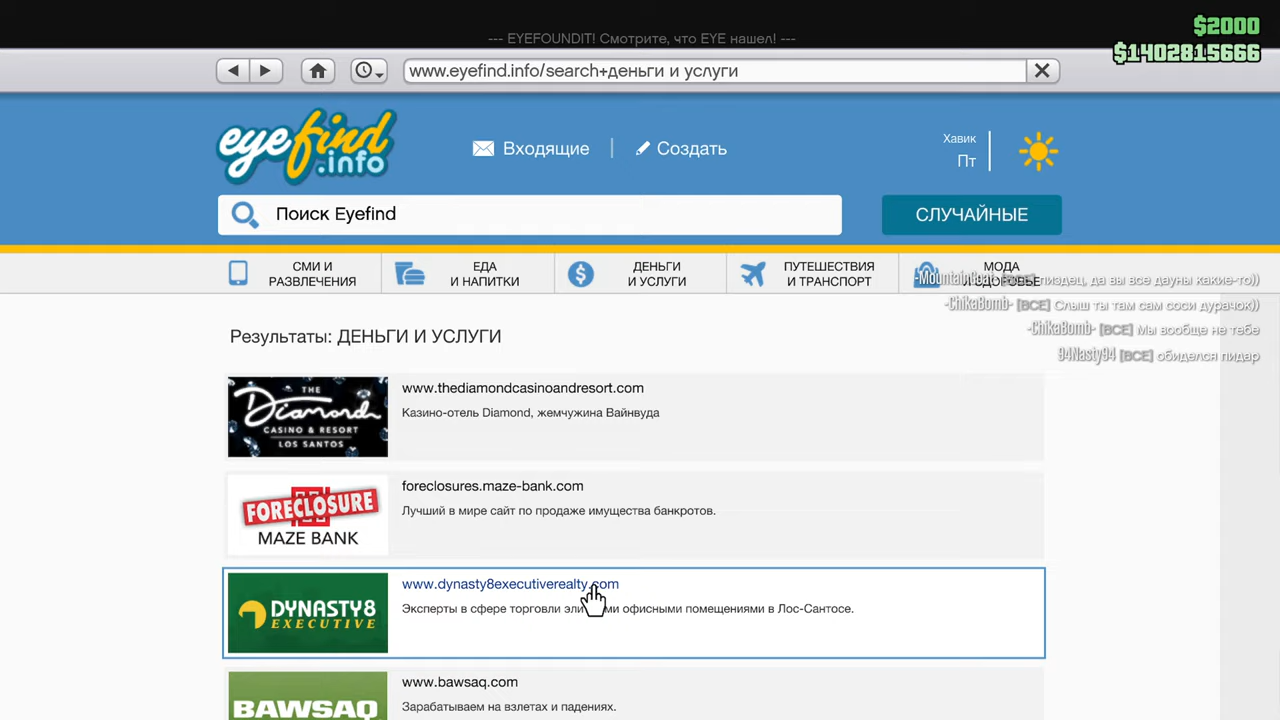 $2000
--- EYEFOUNDIT! Смотрите, что EYE нашел! ---
$1402815666
www.eyefind.info/search+деньги и услуги
eyefind.info
Входящие
Создать
Хавик
Пт
Поиск Eyefind
СЛУЧАЙНЫЕ
СМИ И
РАЗВЛЕЧЕНИЯ
ЕДА
И НАПИТКИ
ДЕНЬГИ
И УСЛУГИ
ПУТЕШЕСТВИЯ
И ТРАНСПОРТ
МОДА
И ЗДОРОВЬЕ
[ВСЕ] пиздец, да вы все дауны какие-то))
-ChikaBomb- [ВСЕ] Слыш ты там сам соси дурачок))
-ChikaBomb- [ВСЕ] Мы вообще не тебе
94Nasty94 [ВСЕ] обиделся пидар
Результаты: ДЕНЬГИ И УСЛУГИ
THE
Diamond
CASINO & RESORT
LOS SANTOS
www.thediamondcasinoandresort.com
Казино-отель Diamond, жемчужина Вайнвуда
FORECLOSURE
MAZE BANK
foreclosures.maze-bank.com
Лучший в мире сайт по продаже имущества банкротов.
DYNASTY8
EXECUTIVE
www.dynasty8executiverealty.com
Эксперты в сфере торговли элитными офисными помещениями в Лос-Сантосе.
BAWSAQ
www.bawsaq.com
Зарабатываем на взлетах и падениях.